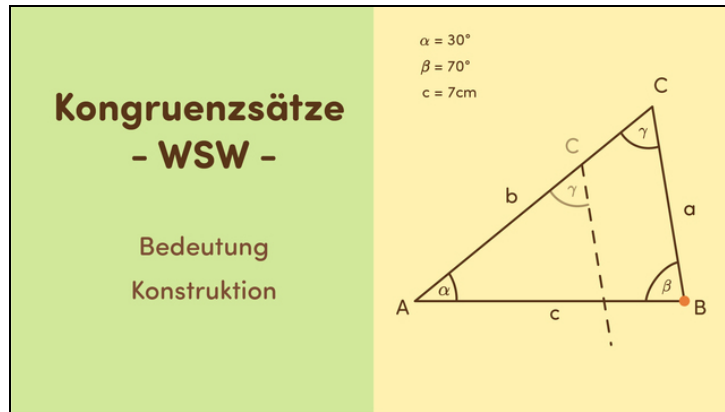 Kongruenzsätze
- WSW -
Bedeutung
Konstruktion
α = 30°
β = 70°
c = 7cm
C
γ
C
γ
b
a
α
β
A
B
c